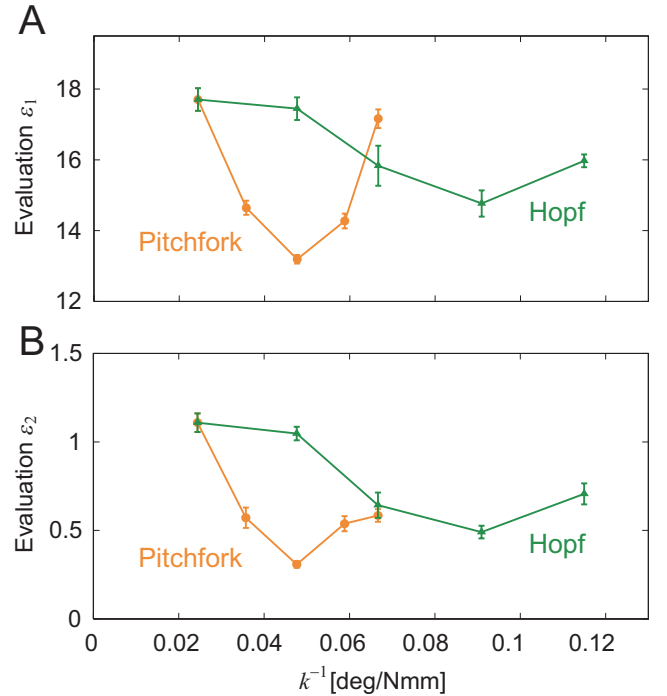 A
Evaluation ε₁
18
16
14
12
Pitchfork
Hopf
B
Evaluation ε₂
1.5
1
0.5
0
Pitchfork
Hopf
0 0.02 0.04 0.06 0.08 0.1 0.12
k⁻¹ [deg/Nmm]